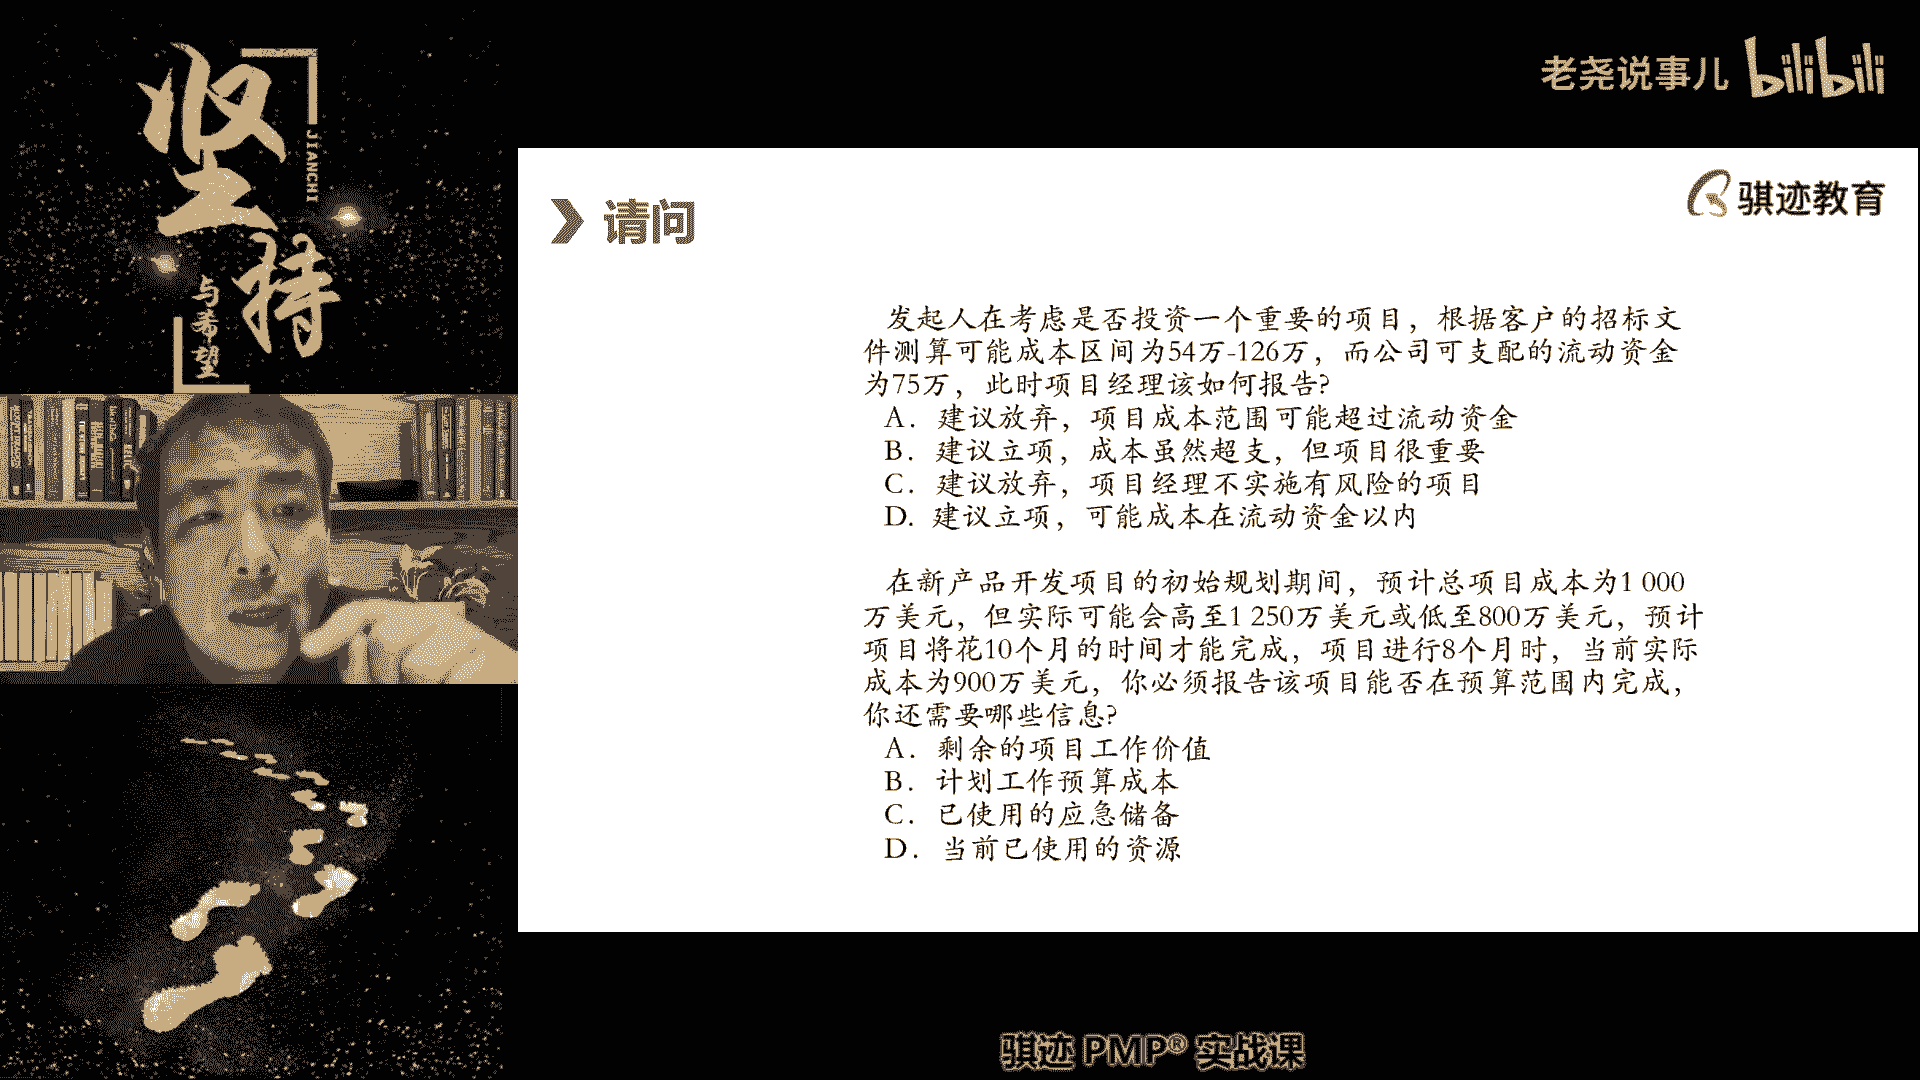 坚持
JIANCHI
与希望
老尧说事儿 bilibili
骐迹教育
请问
发起人在考虑是否投资一个重要的项目，根据客户的招标文
件测算可能成本区间为54万-126万，而公司可支配的流动资金
为75万，此时项目经理该如何报告?
A. 建议放弃，项目成本范围可能超过流动资金
B. 建议立项，成本虽然超支，但项目很重要
C. 建议放弃，项目经理不实施有风险的项目
D. 建议立项，可能成本在流动资金以内
在新产品开发项目的初始规划期间，预计总项目成本为1 000
万美元，但实际可能会高至1 250万美元或低至800万美元，预计
项目将花10个月的时间才能完成，项目进行8个月时，当前实际
成本为900万美元，你必须报告该项目能否在预算范围内完成，
你还需要哪些信息?
A. 剩余的项目工作价值
B. 计划工作预算成本
C. 已使用的应急储备
D. 当前已使用的资源
骐迹 PMP® 实战课